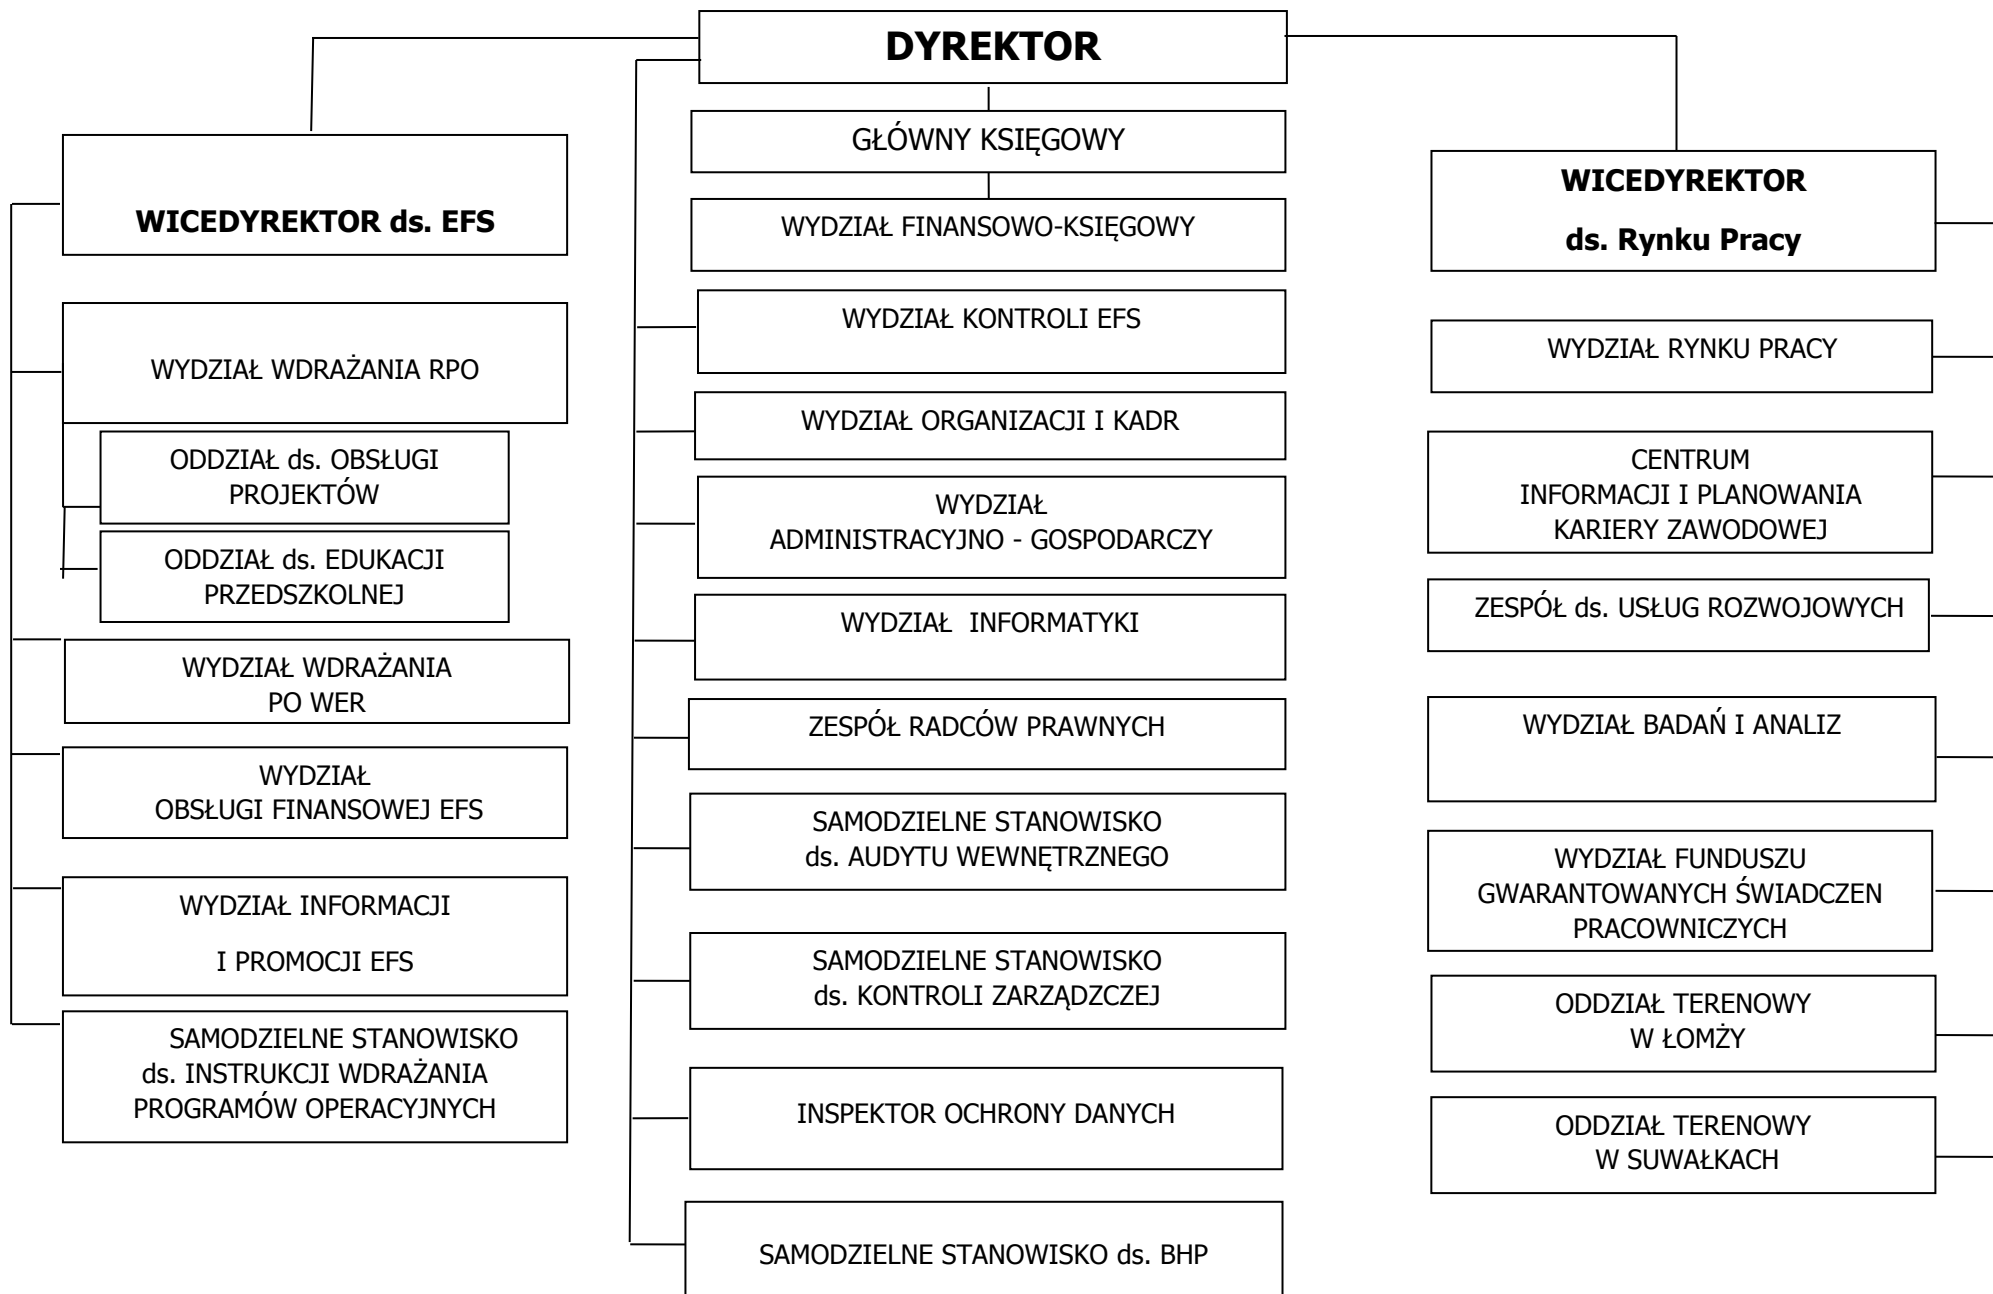 DYREKTOR
GŁÓWNY KSIĘGOWY
WYDZIAŁ FINANSOWO-KSIĘGOWY
WICEDYREKTOR ds. EFS
WYDZIAŁ WDRAŻANIA RPO
ODDZIAŁ ds. OBSŁUGI
PROJEKTÓW
ODDZIAŁ ds. EDUKACJI
PRZEDSZKOLNEJ
WYDZIAŁ WDRAŻANIA
PO WER
WYDZIAŁ
OBSŁUGI FINANSOWEJ EFS
WYDZIAŁ INFORMACJI
I PROMOCJI EFS
SAMODZIELNE STANOWISKO
ds. INSTRUKCJI WDRAŻANIA
PROGRAMÓW OPERACYJNYCH
WYDZIAŁ KONTROLI EFS
WYDZIAŁ ORGANIZACJI I KADR
WYDZIAŁ
ADMINISTRACYJNO - GOSPODARCZY
WYDZIAŁ INFORMATYKI
ZESPÓŁ RADCÓW PRAWNYCH
SAMODZIELNE STANOWISKO
ds. AUDYTU WEWNĘTRZNEGO
SAMODZIELNE STANOWISKO
ds. KONTROLI ZARZĄDZCZEJ
INSPEKTOR OCHRONY DANYCH
SAMODZIELNE STANOWISKO ds. BHP
WICEDYREKTOR
ds. Rynku Pracy
WYDZIAŁ RYNKU PRACY
CENTRUM
INFORMACJI I PLANOWANIA
KARIERY ZAWODOWEJ
ZESPÓŁ ds. USŁUG ROZWOJOWYCH
WYDZIAŁ BADAŃ I ANALIZ
WYDZIAŁ FUNDUSZU
GWARANTOWANYCH ŚWIADCZEN
PRACOWNICZYCH
ODDZIAŁ TERENOWY
W ŁOMŻY
ODDZIAŁ TERENOWY
W SUWAŁKACH